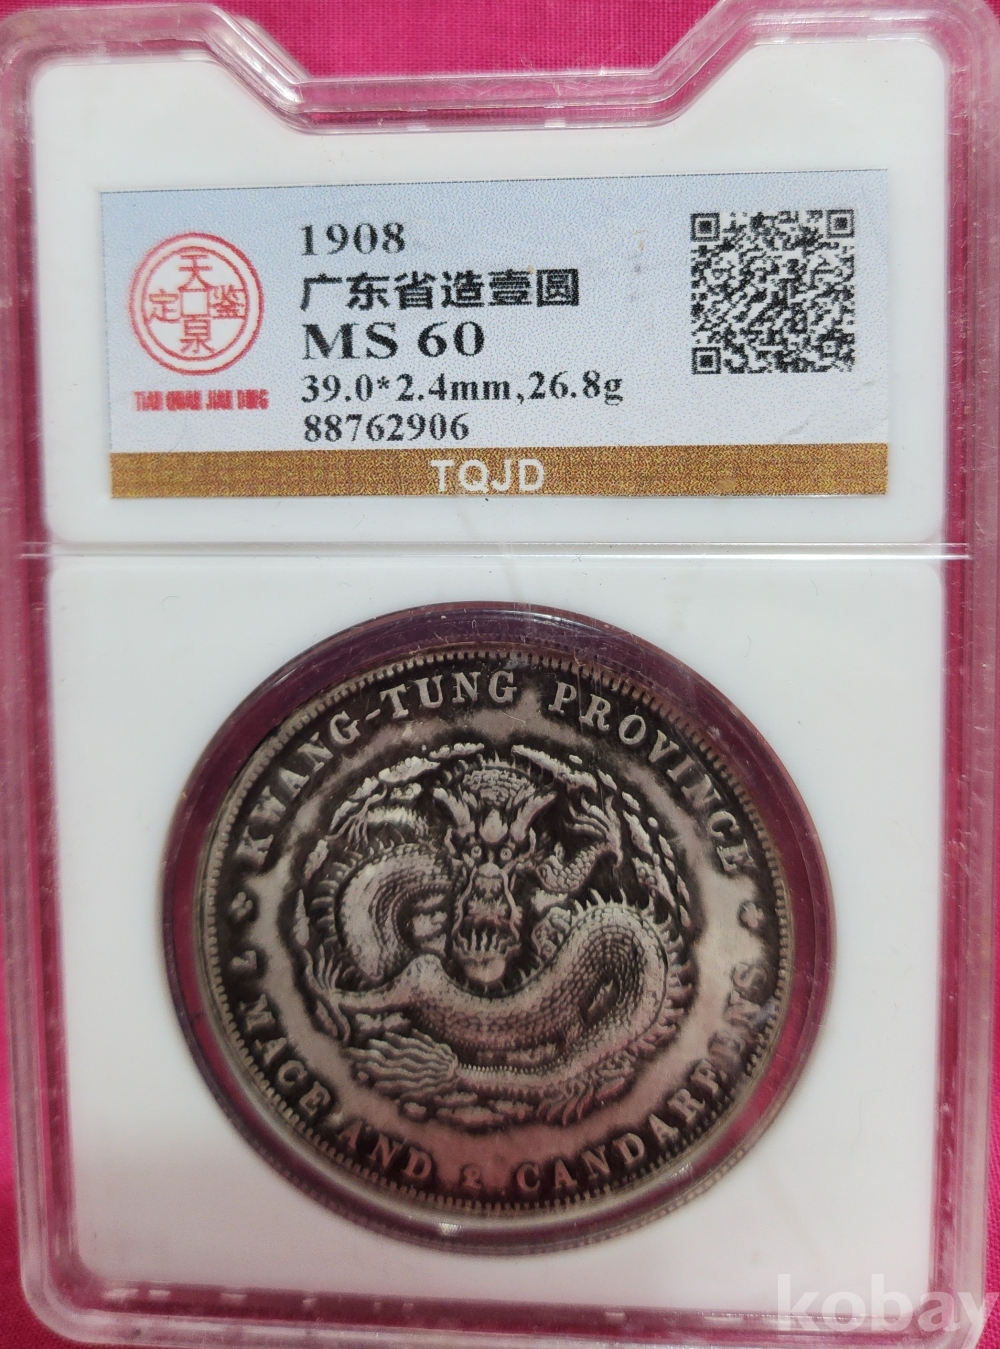 1908
广东省造壹圆
MS 60
39.0*2.4mm,26.8g
88762906
天泉鉴定
TIAN QUAN JIAN DING
TQJD
KWANG-TUNG PROVINCE
7 MACE AND 2 CANDAREENS
kobay